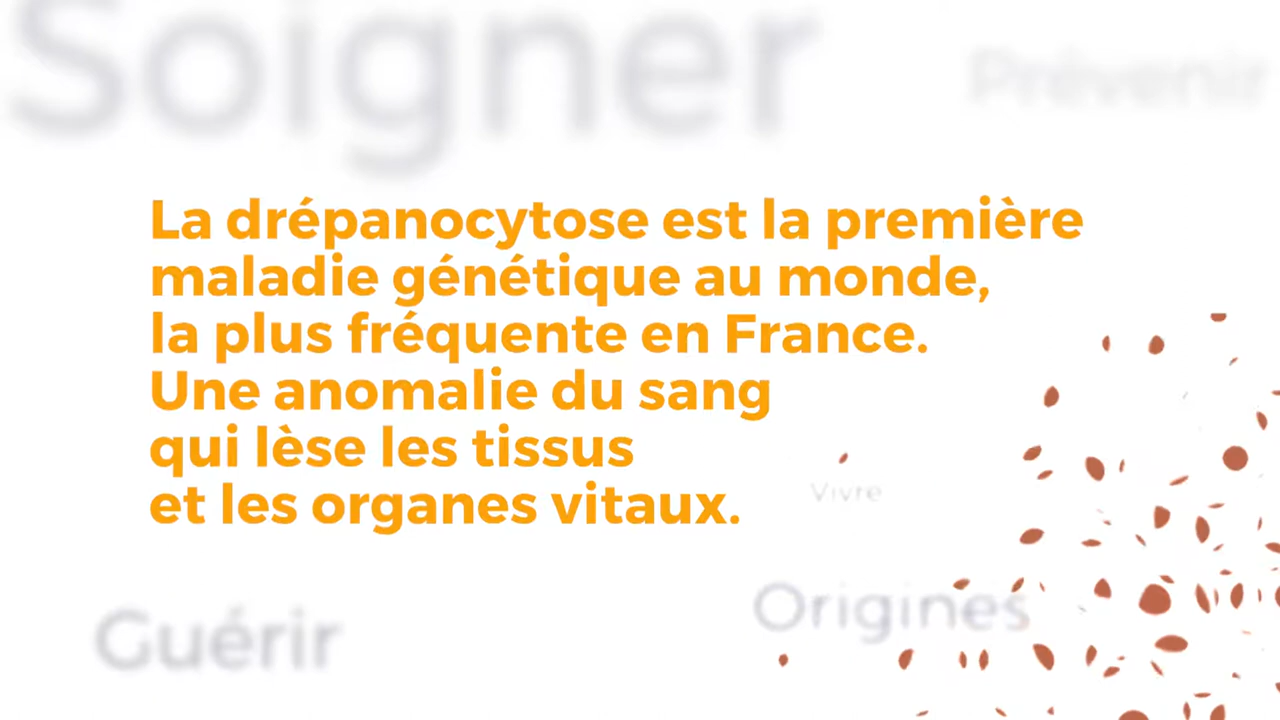 Soigner
Prévenir
La drépanocytose est la première
maladie génétique au monde,
la plus fréquente en France.
Une anomalie du sang
qui lèse les tissus
et les organes vitaux.
Vivre
Origines
Guérir